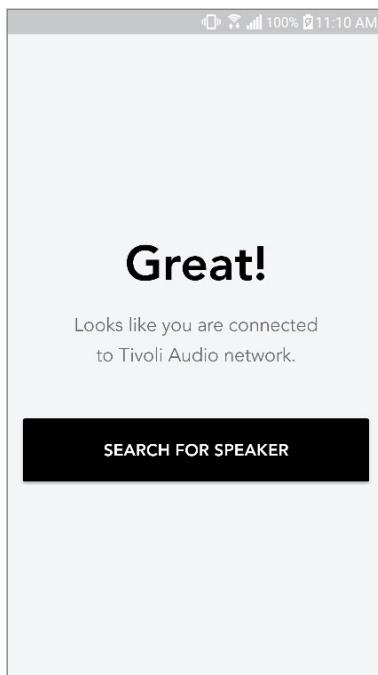 100% 11:10 AM
Great!
Looks like you are connected
to Tivoli Audio network.
SEARCH FOR SPEAKER